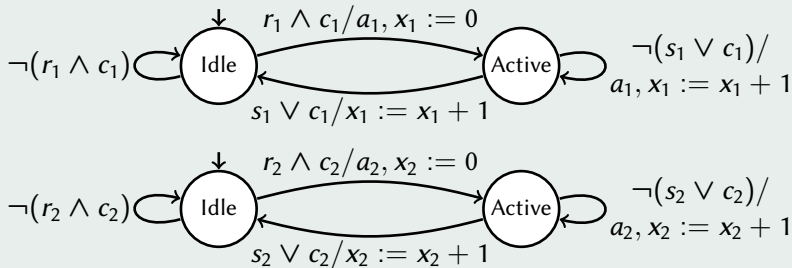 r₁ ∧ c₁/a₁, x₁ := 0
¬(r₁ ∧ c₁)
Idle
Active
¬(s₁ ∨ c₁)/
a₁, x₁ := x₁ + 1
s₁ ∨ c₁/x₁ := x₁ + 1
r₂ ∧ c₂/a₂, x₂ := 0
¬(r₂ ∧ c₂)
Idle
Active
¬(s₂ ∨ c₂)/
a₂, x₂ := x₂ + 1
s₂ ∨ c₂/x₂ := x₂ + 1